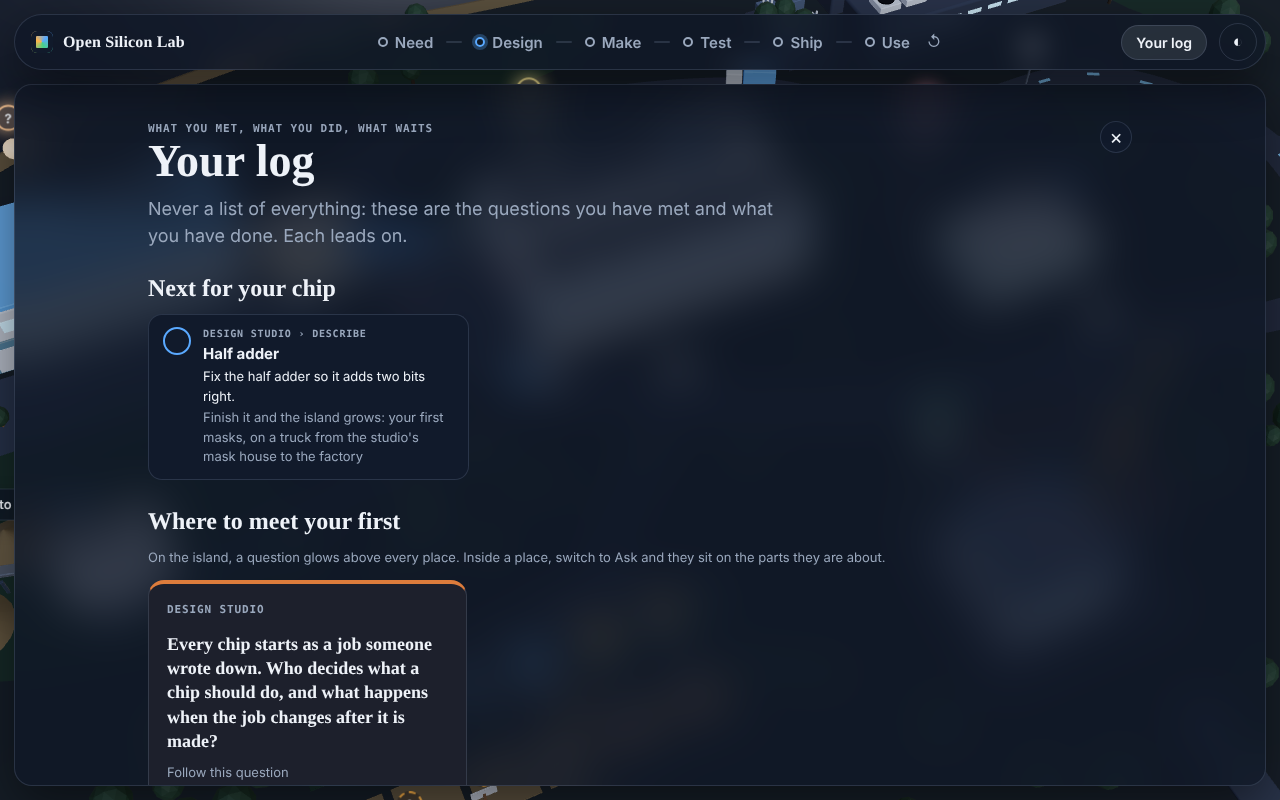 Open Silicon Lab
Need
Design
Make
Test
Ship
Use
Your log
?
to
WHAT YOU MET, WHAT YOU DID, WHAT WAITS
Your log
Never a list of everything: these are the questions you have met and what
you have done. Each leads on.
Next for your chip
DESIGN STUDIO › DESCRIBE
Half adder
Fix the half adder so it adds two bits
right.
Finish it and the island grows: your first
masks, on a truck from the studio's
mask house to the factory
Where to meet your first
On the island, a question glows above every place. Inside a place, switch to Ask and they sit on the parts they are about.
DESIGN STUDIO
Every chip starts as a job someone
wrote down. Who decides what a
chip should do, and what happens
when the job changes after it is
made?
Follow this question